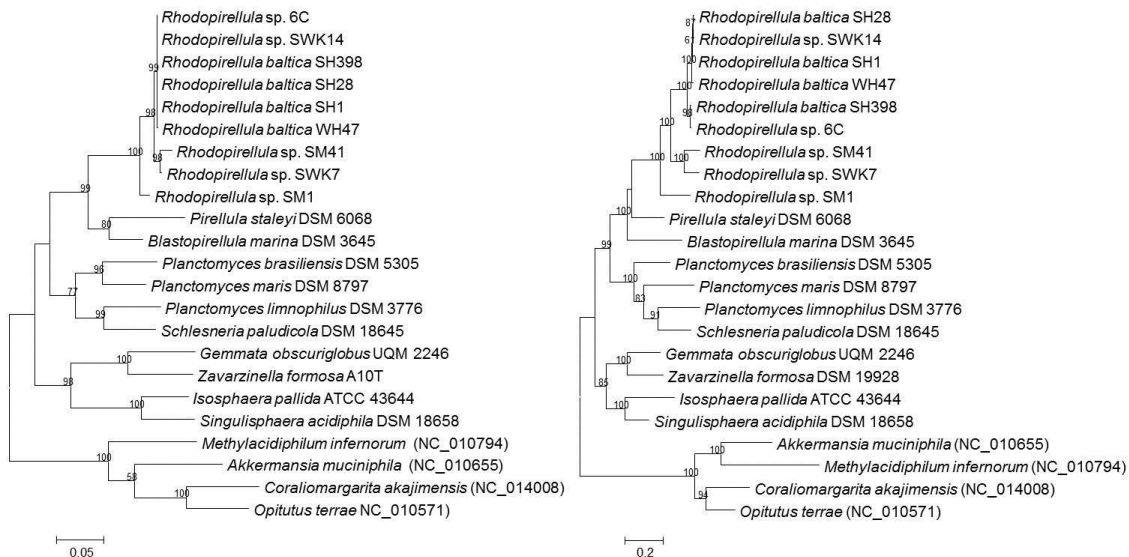 Rhodopirellula sp. 6C
Rhodopirellula sp. SWK14
99
Rhodopirellula baltica SH398
Rhodopirellula baltica SH28
Rhodopirellula baltica SH1
98
Rhodopirellula baltica WH47
100
Rhodopirellula sp. SM41
98
Rhodopirellula sp. SWK7
99
Rhodopirellula sp. SM1
Pirellula staleyi DSM 6068
80
Blastopirellula marina DSM 3645
Planctomyces brasiliensis DSM 5305
96
Planctomyces maris DSM 8797
77
Planctomyces limnophilus DSM 3776
99
Schlesneria paludicola DSM 18645
Gemmata obscuriglobus UQM 2246
100
Zavarzinella formosa A10T
98
Isosphaera pallida ATCC 43644
100
Singulisphaera acidiphila DSM 18658
Methylacidiphilum infernorum (NC_010794)
100
Akkermansia muciniphila (NC_010655)
58
Coraliomargarita akajimensis (NC_014008)
100
Opitutus terrae NC_010571)
0.05
Rhodopirellula baltica SH28
87
Rhodopirellula sp. SWK14
61
Rhodopirellula baltica SH1
100
Rhodopirellula baltica WH47
100
Rhodopirellula baltica SH398
98
Rhodopirellula sp. 6C
Rhodopirellula sp. SM41
100
100
Rhodopirellula sp. SWK7
Rhodopirellula sp. SM1
100
Pirellula staleyi DSM 6068
Blastopirellula marina DSM 3645
99
Planctomyces brasiliensis DSM 5305
100
Planctomyces maris DSM 8797
83
Planctomyces limnophilus DSM 3776
91
Schlesneria paludicola DSM 18645
Gemmata obscuriglobus UQM 2246
100
Zavarzinella formosa DSM 19928
85
Isosphaera pallida ATCC 43644
100
Singulisphaera acidiphila DSM 18658
Akkermansia muciniphila (NC_010655)
100
Methylacidiphilum infernorum (NC_010794)
100
Coraliomargarita akajimensis (NC_014008)
94
Opitutus terrae (NC_010571)
0.2